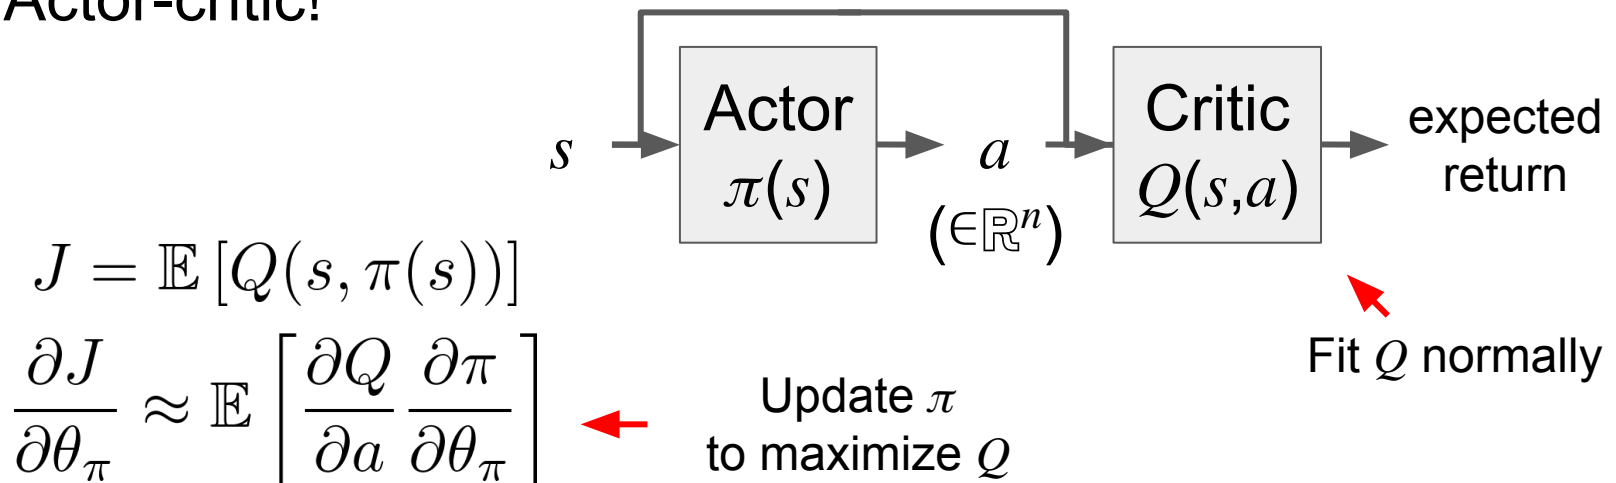 Actor-critic!
s
Actor
π(s)
a
(∈ℝⁿ)
Critic
Q(s,a)
expected
return
J = 𝔼 [Q(s, π(s))]
∂J/∂θ_π ≈ 𝔼 [∂Q/∂a ∂π/∂θ_π]
Update π
to maximize Q
Fit Q normally